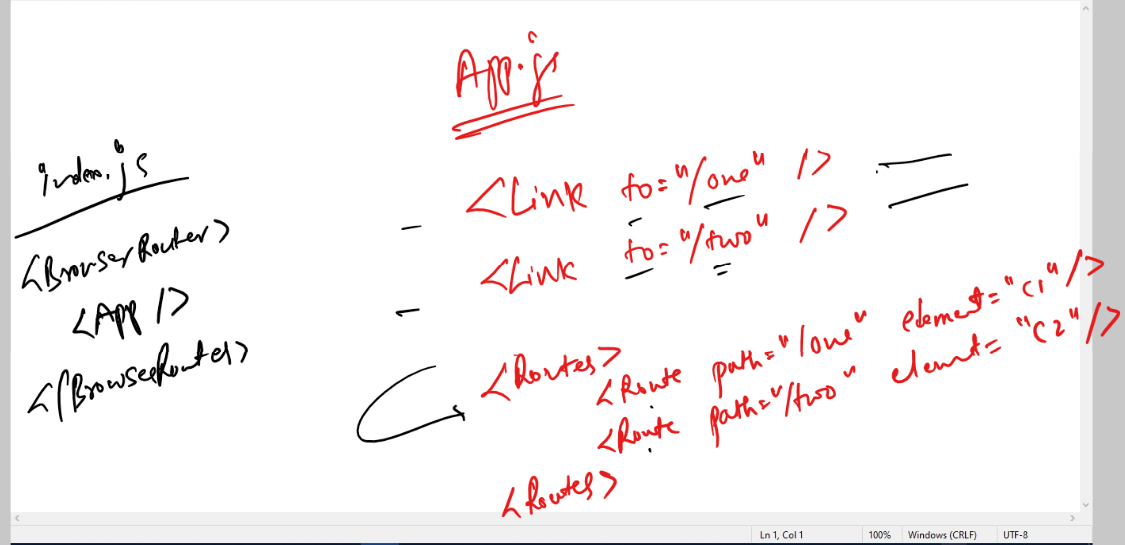 App.js
index.js
<BrowserRouter>
<App />
</BrowserRouter>
<Link to="/one" />
<Link to="/two" />
<Routes>
<Route path="/one" element="C1" />
<Route path="/two" element="C2" />
<Routes>
Ln 1, Col 1 100% Windows (CRLF) UTF-8